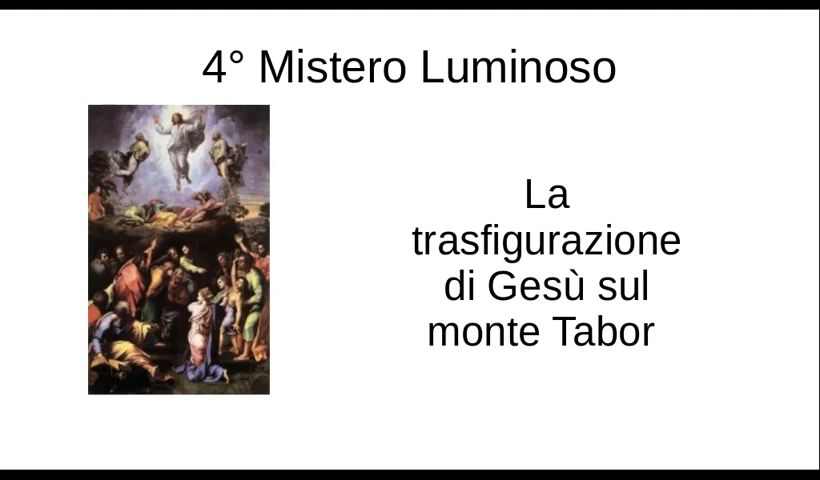 4° Mistero Luminoso
La
trasfigurazione
di Gesù sul
monte Tabor